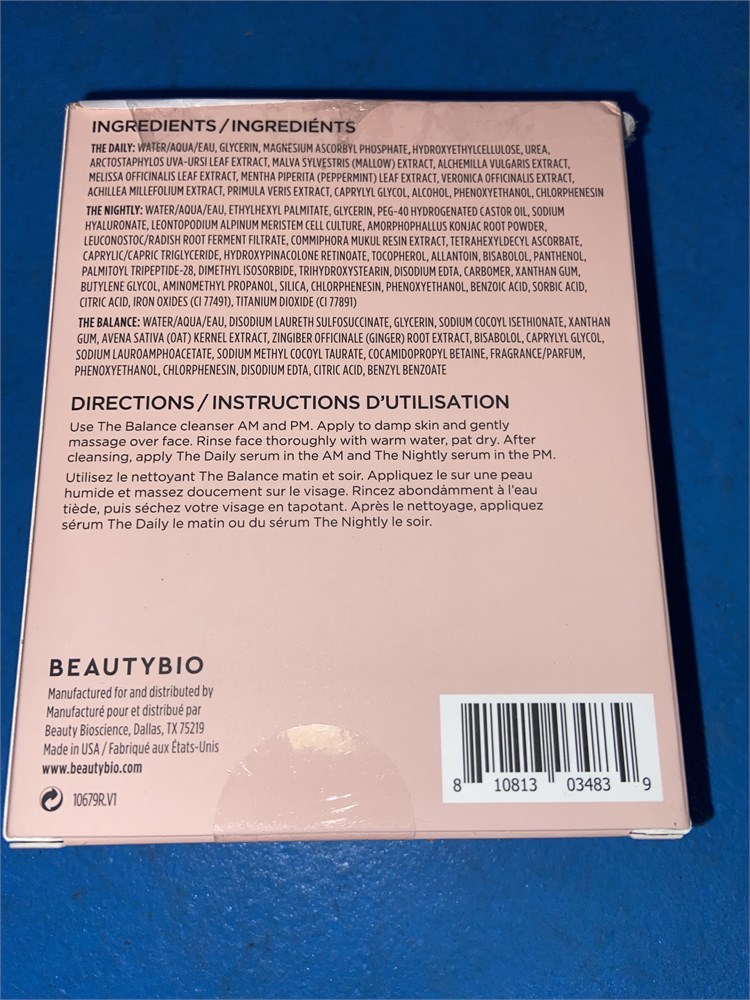 INGREDIENTS / INGREDIÉNTS
THE DAILY: WATER/AQUA/EAU, GLYCERIN, MAGNESIUM ASCORBYL PHOSPHATE, HYDROXYETHYLCELLULOSE, UREA,
ARCTOSTAPHYLOS UVA-URSI LEAF EXTRACT, MALVA SYLVESTRIS (MALLOW) EXTRACT, ALCHEMILLA VULGARIS EXTRACT,
MELISSA OFFICINALIS LEAF EXTRACT, MENTHA PIPERITA (PEPPERMINT) LEAF EXTRACT, VERONICA OFFICINALIS EXTRACT,
ACHILLEA MILLEFOLIUM EXTRACT, PRIMULA VERIS EXTRACT, CAPRYLYL GLYCOL, ALCOHOL, PHENOXYETHANOL, CHLORPHENESIN
THE NIGHTLY: WATER/AQUA/EAU, ETHYLHEXYL PALMITATE, GLYCERIN, PEG-40 HYDROGENATED CASTOR OIL, SODIUM
HYALURONATE, LEONTOPODIUM ALPINUM MERISTEM CELL CULTURE, AMORPHOPHALLUS KONJAC ROOT POWDER,
LEUCONOSTOC/RADISH ROOT FERMENT FILTRATE, COMMIPHORA MUKUL RESIN EXTRACT, TETRAHEXYLDECYL ASCORBATE,
CAPRYLIC/CAPRIC TRIGLYCERIDE, HYDROXYPINACOLONE RETINOATE, TOCOPHEROL, ALLANTOIN, BISABOLOL, PANTHENOL,
PALMITOYL TRIPEPTIDE-28, DIMETHYL ISOSORBIDE, TRIHYDROXYSTEARIN, DISODIUM EDTA, CARBOMER, XANTHAN GUM,
BUTYLENE GLYCOL, AMINOMETHYL PROPANOL, SILICA, CHLORPHENESIN, PHENOXYETHANOL, BENZOIC ACID, SORBIC ACID,
CITRIC ACID, IRON OXIDES (CI 77491), TITANIUM DIOXIDE (CI 77891)
THE BALANCE: WATER/AQUA/EAU, DISODIUM LAURETH SULFOSUCCINATE, GLYCERIN, SODIUM COCOYL ISETHIONATE, XANTHAN
GUM, AVENA SATIVA (OAT) KERNEL EXTRACT, ZINGIBER OFFICINALE (GINGER) ROOT EXTRACT, BISABOLOL, CAPRYLYL GLYCOL,
SODIUM LAUROAMPHOACETATE, SODIUM METHYL COCOYL TAURATE, COCAMIDOPROPYL BETAINE, FRAGRANCE/PARFUM,
PHENOXYETHANOL, CHLORPHENESIN, DISODIUM EDTA, CITRIC ACID, BENZYL BENZOATE
DIRECTIONS / INSTRUCTIONS D'UTILISATION
Use The Balance cleanser AM and PM. Apply to damp skin and gently
massage over face. Rinse face thoroughly with warm water, pat dry. After
cleansing, apply The Daily serum in the AM and The Nightly serum in the PM.
Utilisez le nettoyant The Balance matin et soir. Appliquez le sur une peau
humide et massez doucement sur le visage. Rincez abondàmment à l'eau
tiède, puis séchez votre visage en tapotant. Après le nettoyage, appliquez
sérum The Daily le matin ou du sérum The Nightly le soir.
BEAUTYBIO
Manufactured for and distributed by
Manufacturé pour et distribué par
Beauty Bioscience, Dallas, TX 75219
Made in USA / Fabriqué aux États-Unis
www.beautybio.com
10679R.V1
8 10813 03483 9